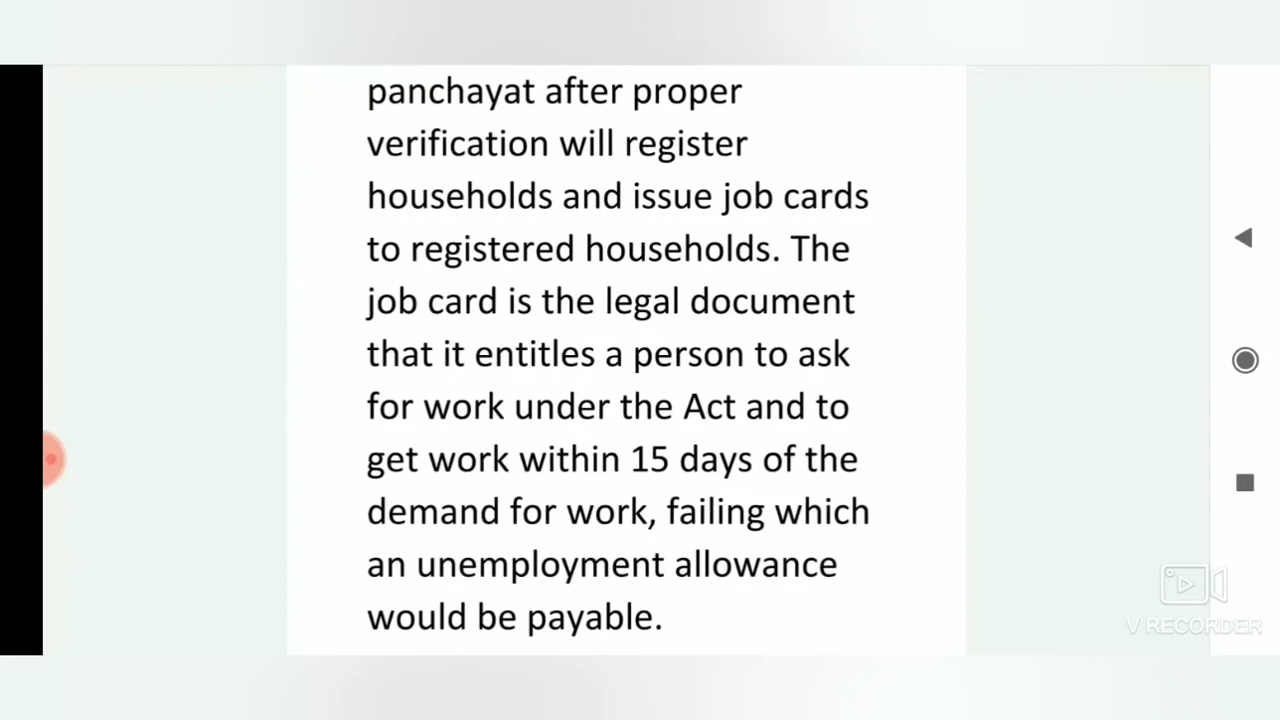 panchayat after proper
verification will register
households and issue job cards
to registered households. The
job card is the legal document
that it entitles a person to ask
for work under the Act and to
get work within 15 days of the
demand for work, failing which
an unemployment allowance
would be payable.
V RECORDER